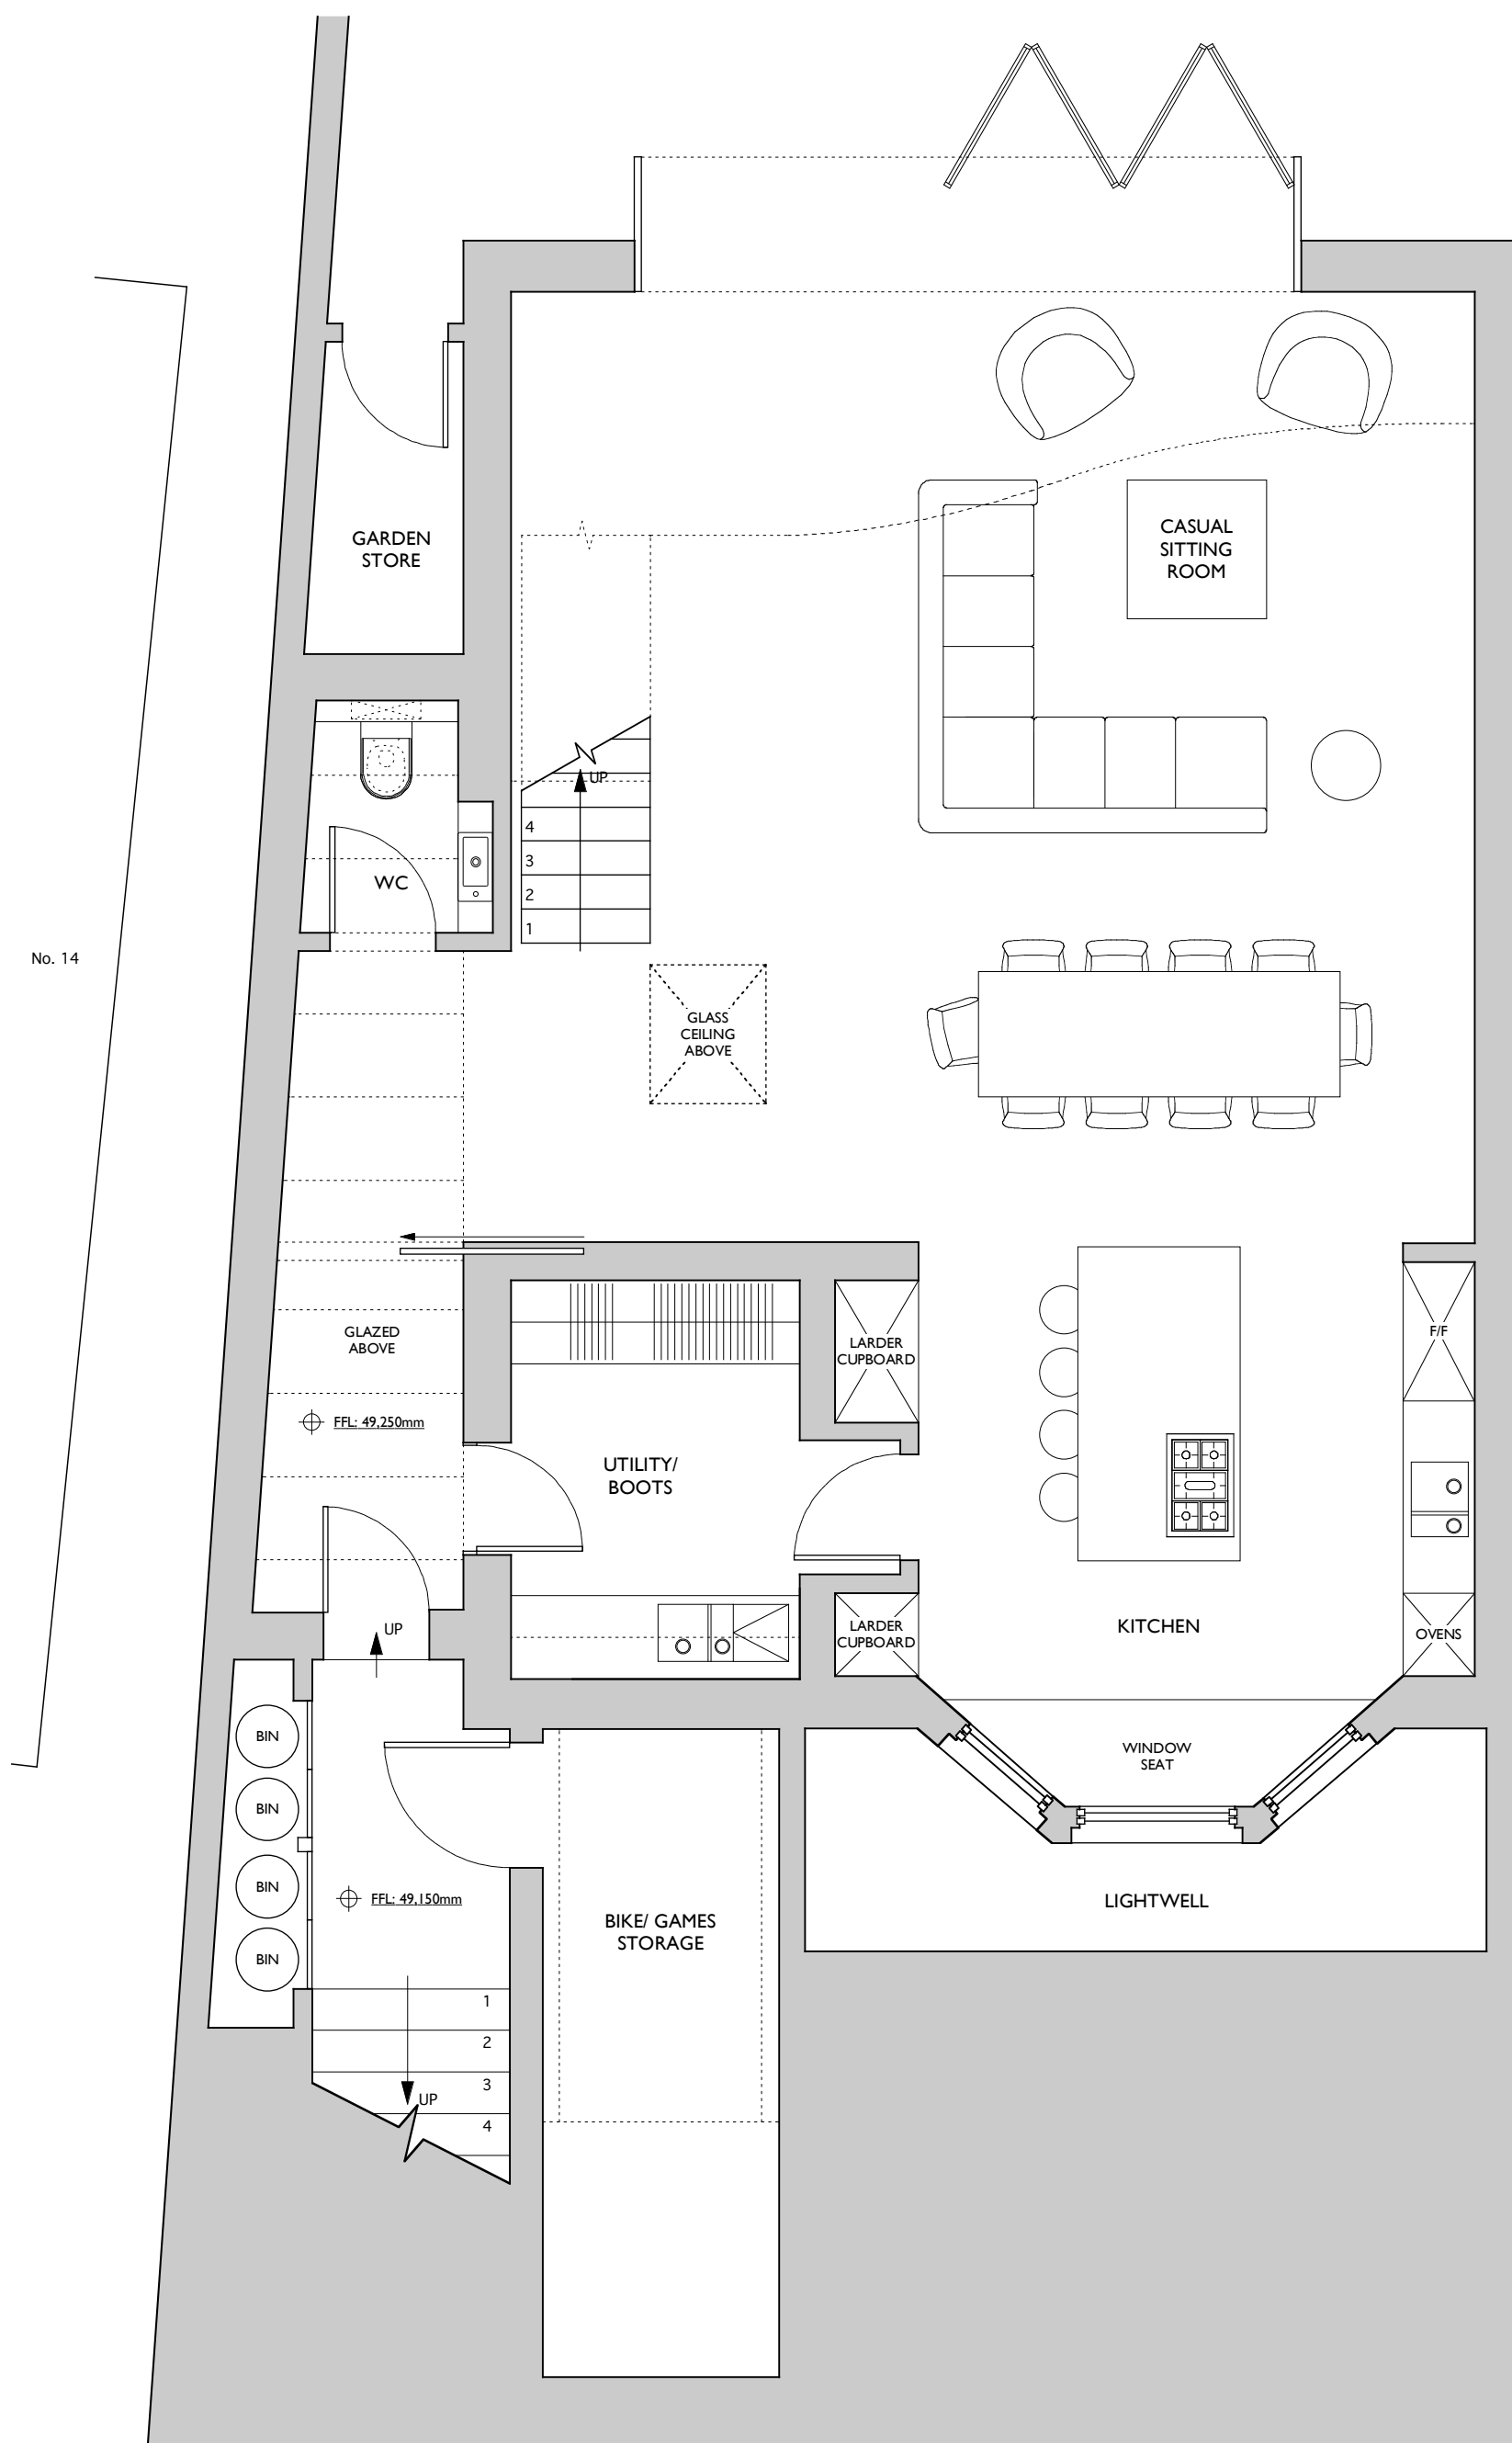 GARDEN
STORE
CASUAL
SITTING
ROOM
UP
4
3
2
1
WC
No. 14
GLASS
CEILING
ABOVE
GLAZED
ABOVE
LARDER
CUPBOARD
F/F
FFL: 49,250mm
UTILITY/
BOOTS
UP
LARDER
CUPBOARD
KITCHEN
OVENS
BIN
BIN
BIN
BIN
WINDOW
SEAT
FFL: 49,150mm
LIGHTWELL
BIKE/ GAMES
STORAGE
1
2
3
UP
4